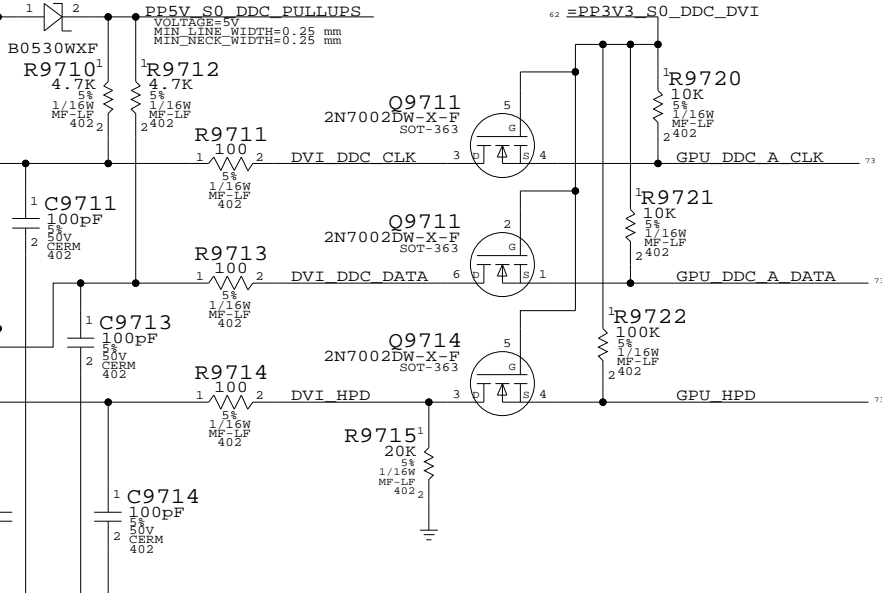 1
2
PP5V_S0_DDC_PULLUPS
VOLTAGE=5V
MIN_LINE_WIDTH=0.25 mm
MIN_NECK_WIDTH=0.25 mm
B0530WXF
62
=PP3V3_S0_DDC_DVI
R9710
1
4.7K
5%
1/16W
MF-LF
402
2
1
R9712
4.7K
5%
1/16W
MF-LF
2
402
Q9711
2N7002DW-X-F
SOT-363
5
G
D
S
3
4
1
R9720
10K
5%
1/16W
MF-LF
2
402
R9711
100
1
2
5%
1/16W
MF-LF
402
DVI_DDC_CLK
GPU_DDC_A_CLK
73
1
C9711
100pF
5%
50V
CERM
402
2
Q9711
2N7002DW-X-F
SOT-363
2
G
D
S
6
1
1
R9721
10K
5%
1/16W
MF-LF
2
402
R9713
100
1
2
5%
1/16W
MF-LF
402
DVI_DDC_DATA
GPU_DDC_A_DATA
73
1
C9713
100pF
5%
50V
CERM
402
2
Q9714
2N7002DW-X-F
SOT-363
5
G
D
S
3
4
1
R9722
100K
5%
1/16W
MF-LF
2
402
R9714
100
1
2
5%
1/16W
MF-LF
402
DVI_HPD
GPU_HPD
73
R9715
1
20K
5%
1/16W
MF-LF
402
2
1
C9714
100pF
5%
50V
CERM
402
2